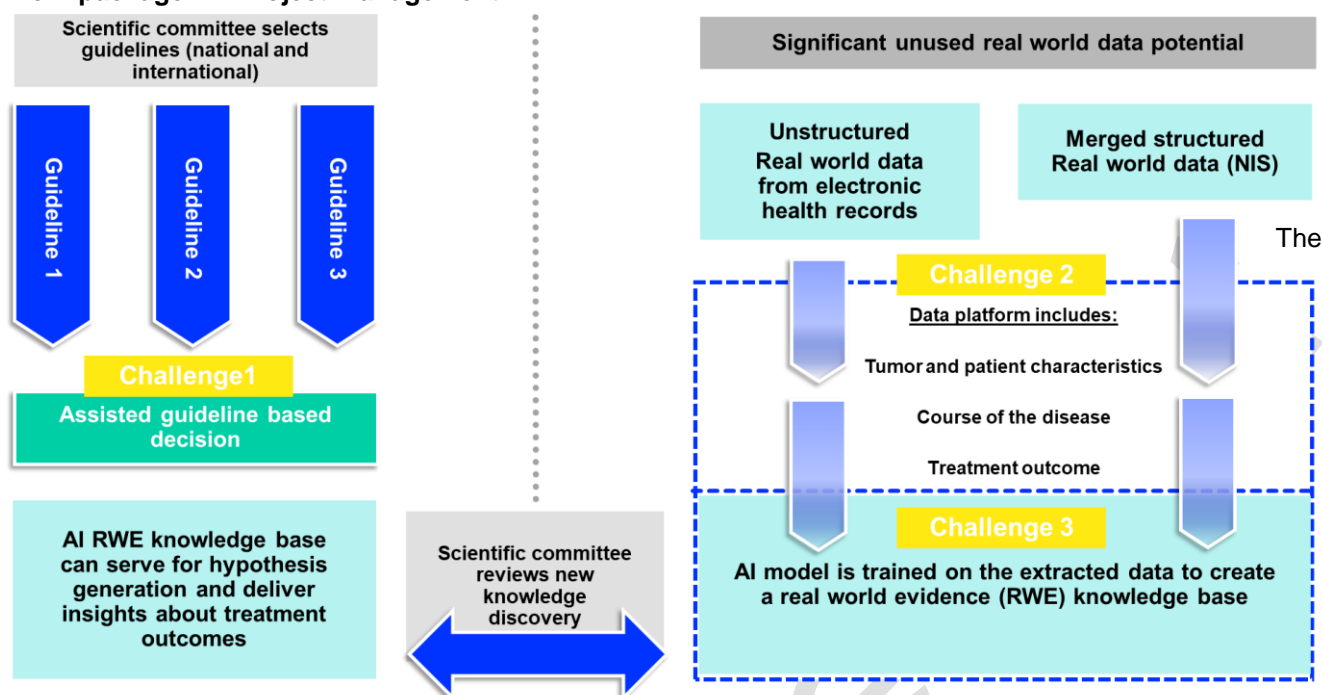 Scientific committee selects
guidelines (national and
international)
Guideline 1
Guideline 2
Guideline 3
Challenge1
Assisted guideline based
decision
AI RWE knowledge base
can serve for hypothesis
generation and deliver
insights about treatment
outcomes
Scientific committee
reviews new
knowledge
discovery
Significant unused real world data potential
Unstructured
Real world data
from electronic
health records
Merged structured
Real world data (NIS)
The
Challenge 2
Data platform includes:
Tumor and patient characteristics
Course of the disease
Treatment outcome
Challenge 3
AI model is trained on the extracted data to create
a real world evidence (RWE) knowledge base